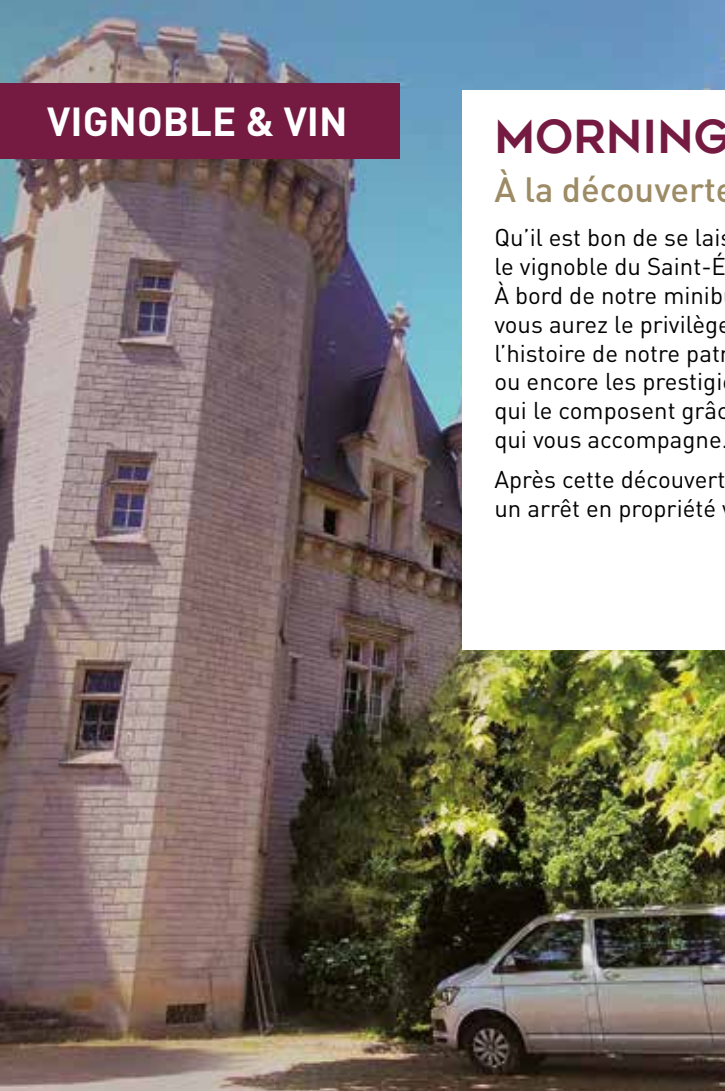 VIGNOBLE & VIN
MORNING
À la découverte
Qu'il est bon de se lais
le vignoble du Saint-É
À bord de notre minib
vous aurez le privilège
l'histoire de notre patr
ou encore les prestigi
qui le composent grâc
qui vous accompagne.
Après cette découvert
un arrêt en propriété v